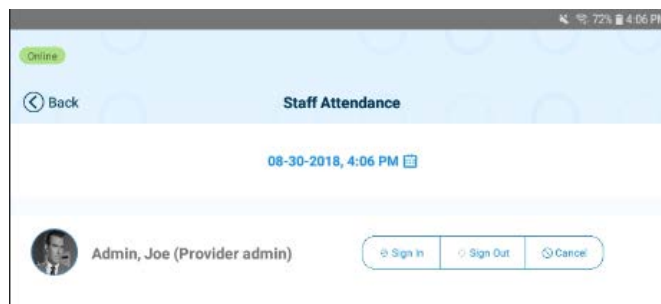 72% 4:06 PM
Online
Back
Staff Attendance
08-30-2018, 4:06 PM
Admin, Joe (Provider admin)
Sign In Sign Out Cancel